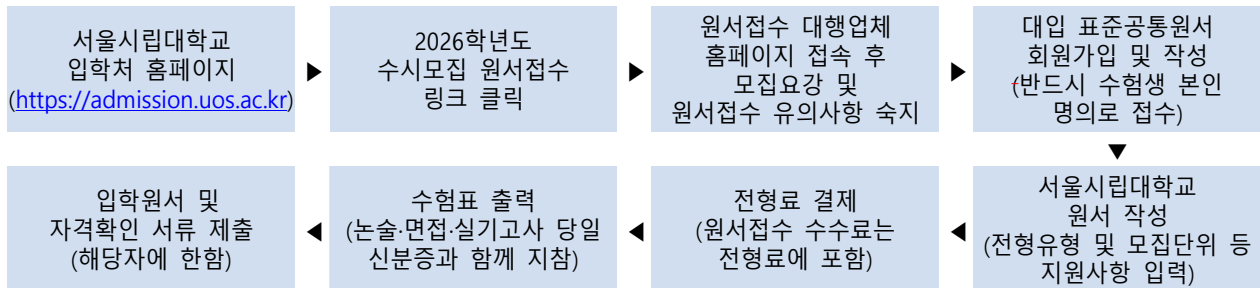 서울시립대학교
입학처 홈페이지
(https://admission.uos.ac.kr)
▶
2026학년도
수시모집 원서접수
링크 클릭
▶
원서접수 대행업체
홈페이지 접속 후
모집요강 및
원서접수 유의사항 숙지
▶
대입 표준공통원서
회원가입 및 작성
(반드시 수험생 본인
명의로 접수)
▼
서울시립대학교
원서 작성
(전형유형 및 모집단위 등
지원사항 입력)
◀
전형료 결제
(원서접수 수수료는
전형료에 포함)
◀
수험표 출력
(논술·면접·실기고사 당일
신분증과 함께 지참)
◀
입학원서 및
자격확인 서류 제출
(해당자에 한함)